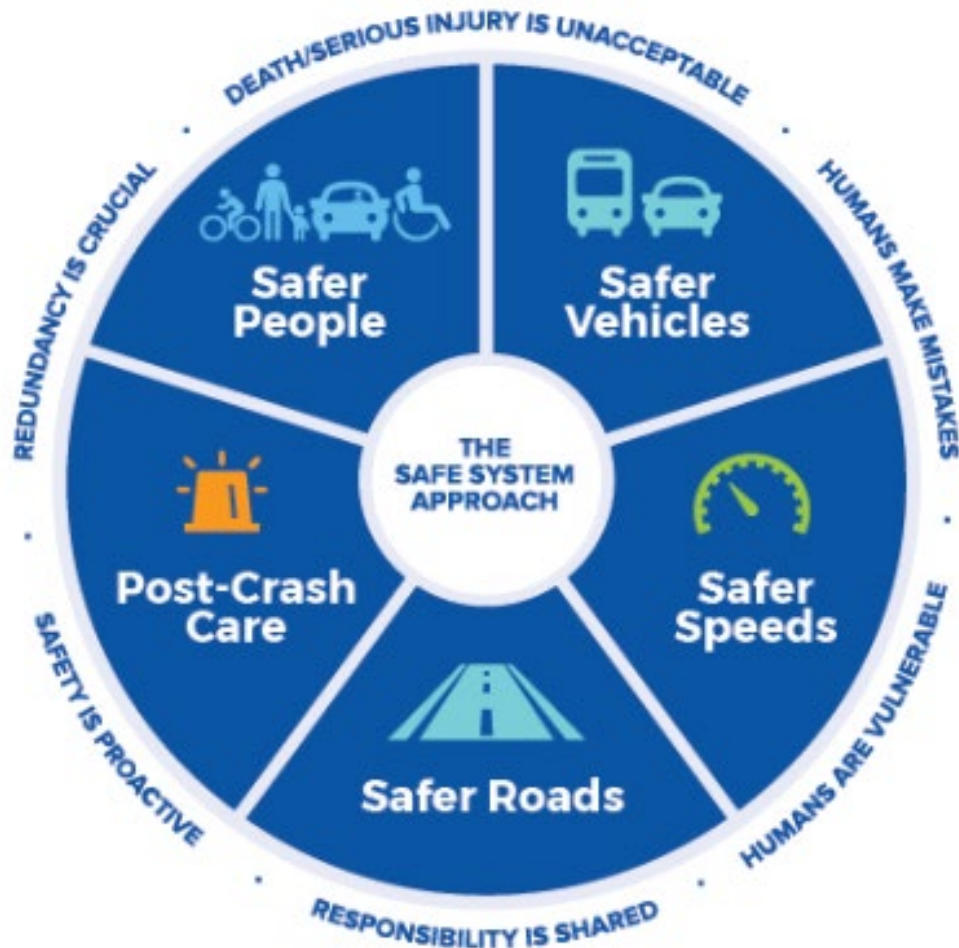 DEATH/SERIOUS INJURY IS UNACCEPTABLE
HUMANS MAKE MISTAKES
HUMANS ARE VULNERABLE
RESPONSIBILITY IS SHARED
SAFETY IS PROACTIVE
REDUNDANCY IS CRUCIAL
Safer
People
Safer
Vehicles
THE
SAFE SYSTEM
APPROACH
Post-Crash
Care
Safer
Speeds
Safer Roads